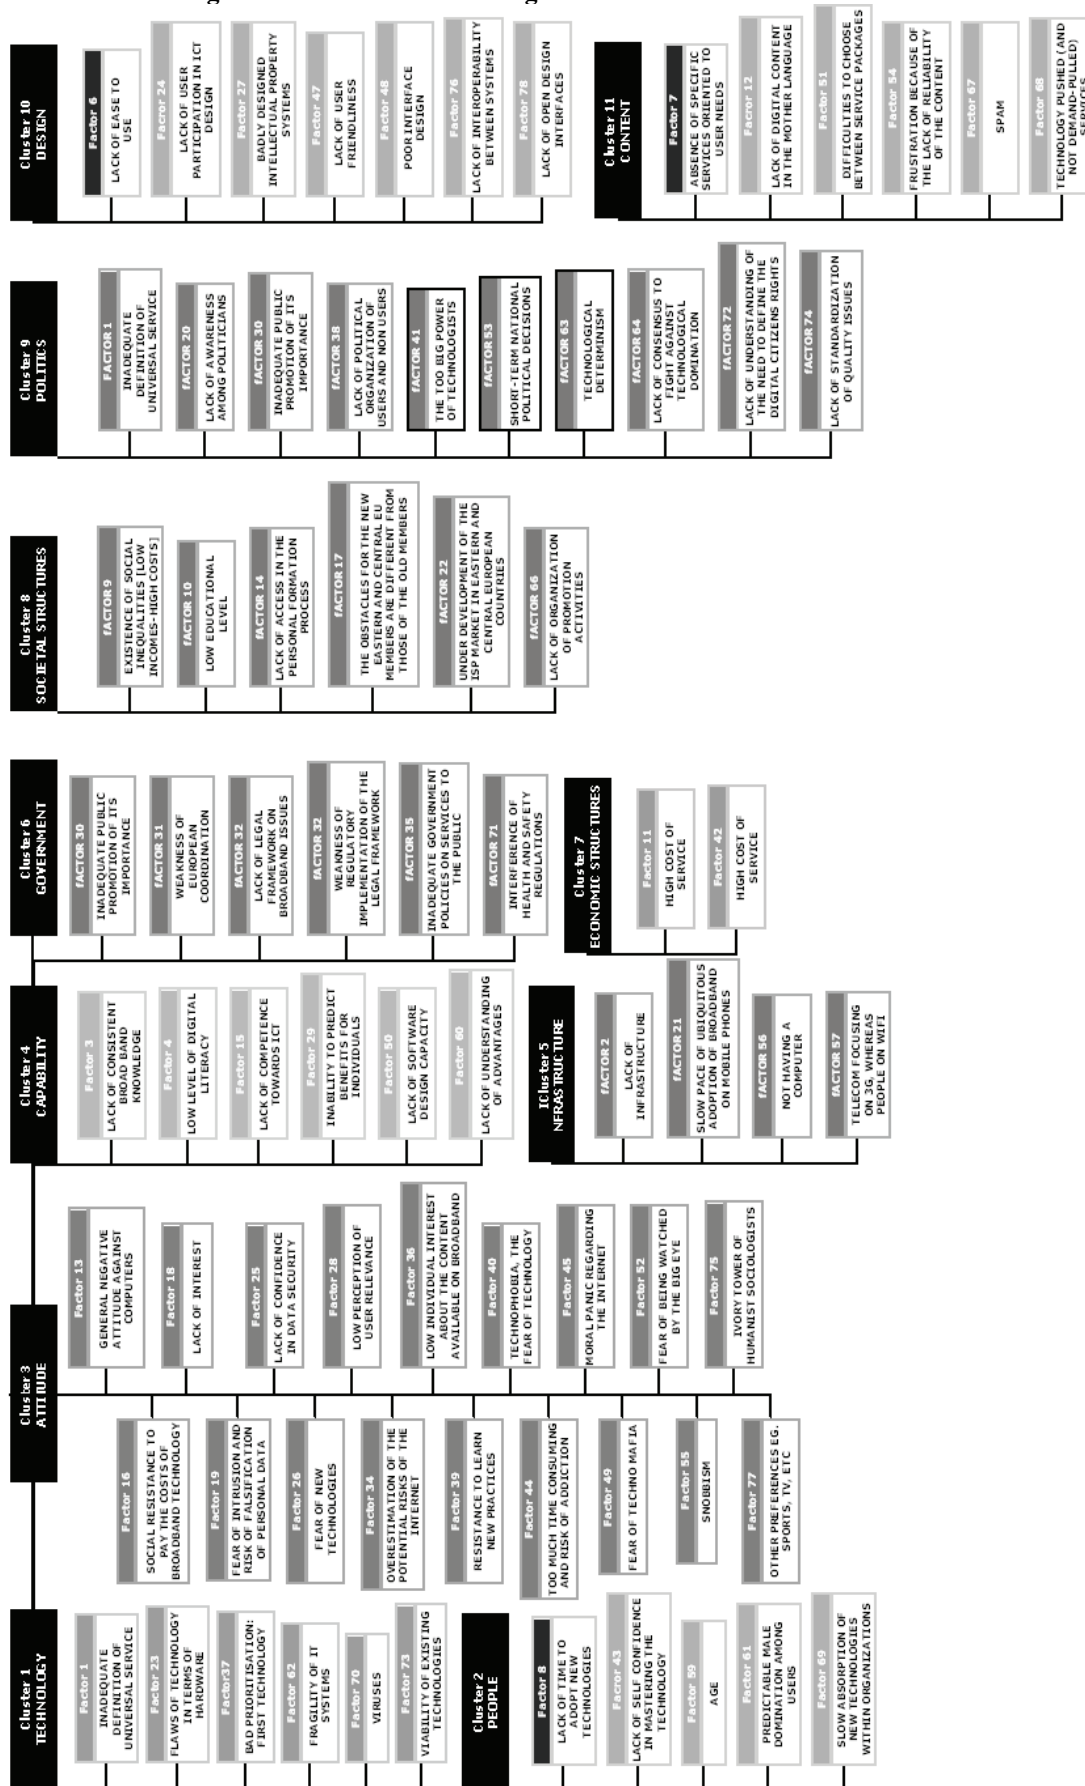 Cluster 1
TECHNOLOGY
Factor 1
INADEQUATE
DEFINITION OF
UNIVERSAL SERVICE
Factor 23
FLAWS OF TECHNOLOGY
IN TERMS OF
HARDWARE
Factor37
BAD PRIORITISATION:
FIRST TECHNOLOGY
Factor 62
FRAGILITY OF IT
SYSTEMS
Factor 70
VIRUSES
Factor 73
VIABILITY OF EXISTING
TECHNOLOGIES
Cluster 2
PEOPLE
Factor 8
LACK OF TIME TO
ADOPT NEW
TECHNOLOGIES
Facror 43
LACK OF SELF CONFIDENCE
IN MASTERING THE
TECHNOLOGY
Factor 59
AGE
Factor 61
PREDICTABLE MALE
DOMINATION AMONG
USERS
Factor 69
SLOW ABSORPTION OF
NEW TECHNOLOGIES
WITHIN ORGANIZATIONS
Cluster 3
ATTITUDE
Factor 16
SOCIAL RESISTANCE TO
PAY THE COSTS OF
BROADBAND TECHNOLOGY
Factor 19
FEAR OF INTRUSION AND
RISK OF FALSIFICATION
OF PERSONAL DATA
Factor 26
FEAR OF NEW
TECHNOLOGIES
Factor 34
OVERESTIMATION OF THE
POTENTIAL RISKS OF THE
INTERNET
Factor 39
RESISTANCE TO LEARN
NEW PRACTICES
Factor 44
TOO MUCH TIME CONSUMING
AND RISK OF ADDICTION
Factor 49
FEAR OF TECHNO MAFIA
Factor 55
SNOBBISM
Factor 77
OTHER PREFERENCES EG.
SPORTS, TV, ETC
Factor 13
GENERAL NEGATIVE
ATTITUDE AGAINST
COMPUTERS
Factor 18
LACK OF INTEREST
Factor 25
LACK OF CONFIDENCE
IN DATA SECURITY
Factor 28
LOW PERCEPTION OF
USER RELEVANCE
Factor 36
LOW INDIVIDUAL INTEREST
ABOUT THE CONTENT
AVAILABLE ON BROADBAND
Factor 40
TECHNOPHOBIA, THE
FEAR OF TECHNOLOGY
Factor 45
MORAL PANIC REGARDING
THE INTERNET
Factor 52
FEAR OF BEING WATCHED
BY THE BIG EYE
Factor 75
IVORY TOWER OF
HUMANIST SOCIOLOGISTS
Cluster 4
CAPABILITY
Factor 3
LACK OF CONSISTENT
BROAD BAND
KNOWLEDGE
Factor 4
LOW LEVEL OF DIGITAL
LITERACY
Factor 15
LACK OF COMPETENCE
TOWARDS ICT
Factor 29
INABILITY TO PREDICT
BENEFITS FOR
INDIVIDUALS
Factor 50
LACK OF SOFTWARE
DESIGN CAPACITY
Factor 60
LACK OF UNDERSTANDING
OF ADVANTAGES
ICluster 5
NFRASTRUCTURE
fACTOR 2
LACK OF
INFRASTRUCTURE
fACTOR 21
SLOW PACE OF UBIQUITOUS
ADOPTION OF BROADBAND
ON MOBILE PHONES
fACTOR 56
NOT HAVING A
COMPUTER
fACTOR 57
TELECOM FOCUSING
ON 3G, WHEREAS
PEOPLE ON WIFI
Cluster 6
GOVERNMENT
fACTOR 30
INADEQUATE PUBLIC
PROMOTION OF ITS
IMPORTANCE
fACTOR 31
WEAKNESS OF
EUROPEAN
COORDINATION
fACTOR 32
LACK OF LEGAL
FRAMEWORK ON
BROADBAND ISSUES
fACTOR 32
WEAKNESS OF
REGULATORY
IMPLEMENTATION OF THE
LEGAL FRAMEWORK
fACTOR 35
INADEQUATE GOVERNMENT
POLICIES ON SERVICES TO
THE PUBLIC
fACTOR 71
INTERFERENCE OF
HEALTH AND SAFETY
REGULATIONS
Cluster 7
ECONOMIC STRUCTURES
Factor 11
HIGH COST OF
SERVICE
Factor 42
HIGH COST OF
SERVICE
Cluster 8
SOCIETAL STRUCTURES
fACTOR 9
EXISTENCE OF SOCIAL
INEQUALITIES [LOW
INCOMES-HIGH COSTS]
fACTOR 10
LOW EDUCATIONAL
LEVEL
fACTOR 14
LACK OF ACCESS IN THE
PERSONAL FORMATION
PROCESS
fACTOR 17
THE OBSTACLES FOR THE NEW
EASTERN AND CENTRAL EU
MEMBERS ARE DIFFERENT FROM
THOSE OF THE OLD MEMBERS
fACTOR 22
UNDER DEVELOPMENT OF THE
ISP MARKET IN EASTERN AND
CENTRAL EUROPEAN
COUNTRIES
fACTOR 66
LACK OF ORGANIZATION
OF PROMOTION
ACTIVITIES
Cluster 9
POLITICS
FACTOR 1
INADEQUATE
DEFINITION OF
UNIVERSAL SERVICE
fACTOR 20
LACK OF AWARENESS
AMONG POLITICIANS
fACTOR 30
INADEQUATE PUBLIC
PROMOTION OF ITS
IMPORTANCE
fACTOR 38
LACK OF POLITICAL
ORGANIZATION OF
USERS AND NON USERS
fACTOR 41
THE TOO BIG POWER
OF TECHNOLOGISTS
fACTOR 53
SHORT-TERM NATIONAL
POLITICAL DECISIONS
fACTOR 63
TECHNOLOGICAL
DETERMINISM
fACTOR 64
LACK OF CONSENSUS TO
FIGHT AGAINST
TECHNOLOGICAL
DOMINATION
fACTOR 72
LACK OF UNDERSTANDING OF
THE NEED TO DEFINE THE
DIGITAL CITIZENS RIGHTS
fACTOR 74
LACK OF STANDARDIZATION
OF QUALITY ISSUES
Cluster 10
DESIGN
Factor 6
LACK OF EASE TO
USE
Facror 24
LACK OF USER
PARTICIPATION IN ICT
DESIGN
Factor 27
BADLY DESIGNED
INTELLECTUAL PROPERTY
SYSTEMS
Factor 47
LACK OF USER
FRIENDLINESS
Factor 48
POOR INTERFACE
DESIGN
Factor 76
LACK OF INTEROPERABILITY
BETWEEN SYSTEMS
Factor 78
LACK OF OPEN DESIGN
INTERFACES
Cluster 11
CONTENT
Factor 7
ABSENCE OF SPECIFIC
SERVICES ORIENTED TO
USER NEEDS
Facror 12
LACK OF DIGITAL CONTENT
IN THE MOTHER LANGUAGE
Factor 51
DIFFICULTIES TO CHOOSE
BETWEEN SERVICE PACKAGES
Factor 54
FRUSTRATION BECAUSE OF
THE LACK OF RELIABILITY
OF THE CONTENT
Factor 67
SPAM
Factor 68
TECHNOLOGY PUSHED (AND
NOT DEMAND-PULLED)
SERVICES